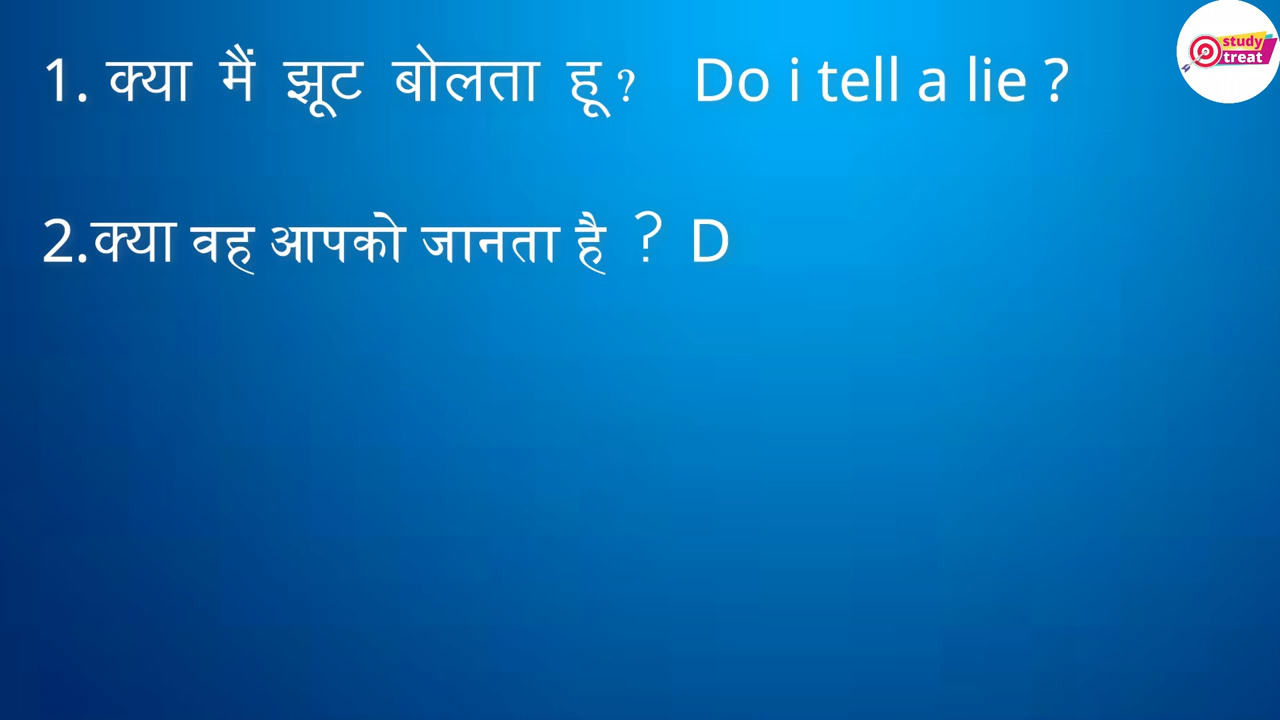 1. क्या मैं झूट बोलता हू ? Do i tell a lie ?
2.क्या वह आपको जानता है ? D
study
treat